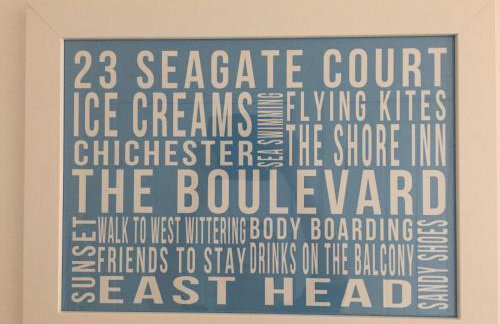 23 SEAGATE COURT
ICE CREAMS
SEA SWIMMING
FLYING KITES
CHICHESTER
THE SHORE INN
THE BOULEVARD
SUNSET
WALK TO WEST WITTERING
BODY BOARDING
FRIENDS TO STAY
DRINKS ON THE BALCONY
SANDY SHOES
EAST HEAD